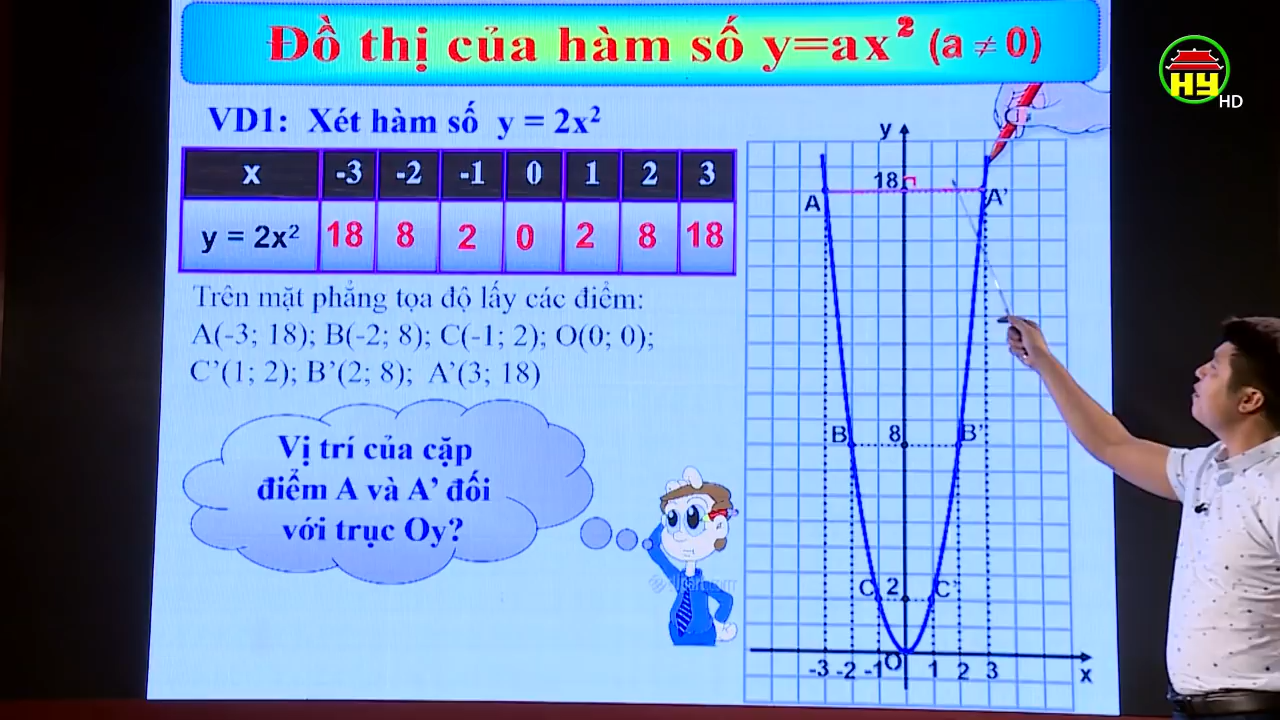 Đồ thị của hàm số y=ax² (a ≠ 0)
HY
HD
VD1: Xét hàm số y = 2x²
x -3 -2 -1 0 1 2 3
y = 2x² 18 8 2 0 2 8 18
Trên mặt phẳng tọa độ lấy các điểm:
A(-3; 18); B(-2; 8); C(-1; 2); O(0; 0);
C’(1; 2); B’(2; 8); A’(3; 18)
Vị trí của cặp
điểm A và A’ đối
với trục Oy?
y
18
A A’
B 8 B’
C 2 C’
O
-3 -2 -1 1 2 3 x